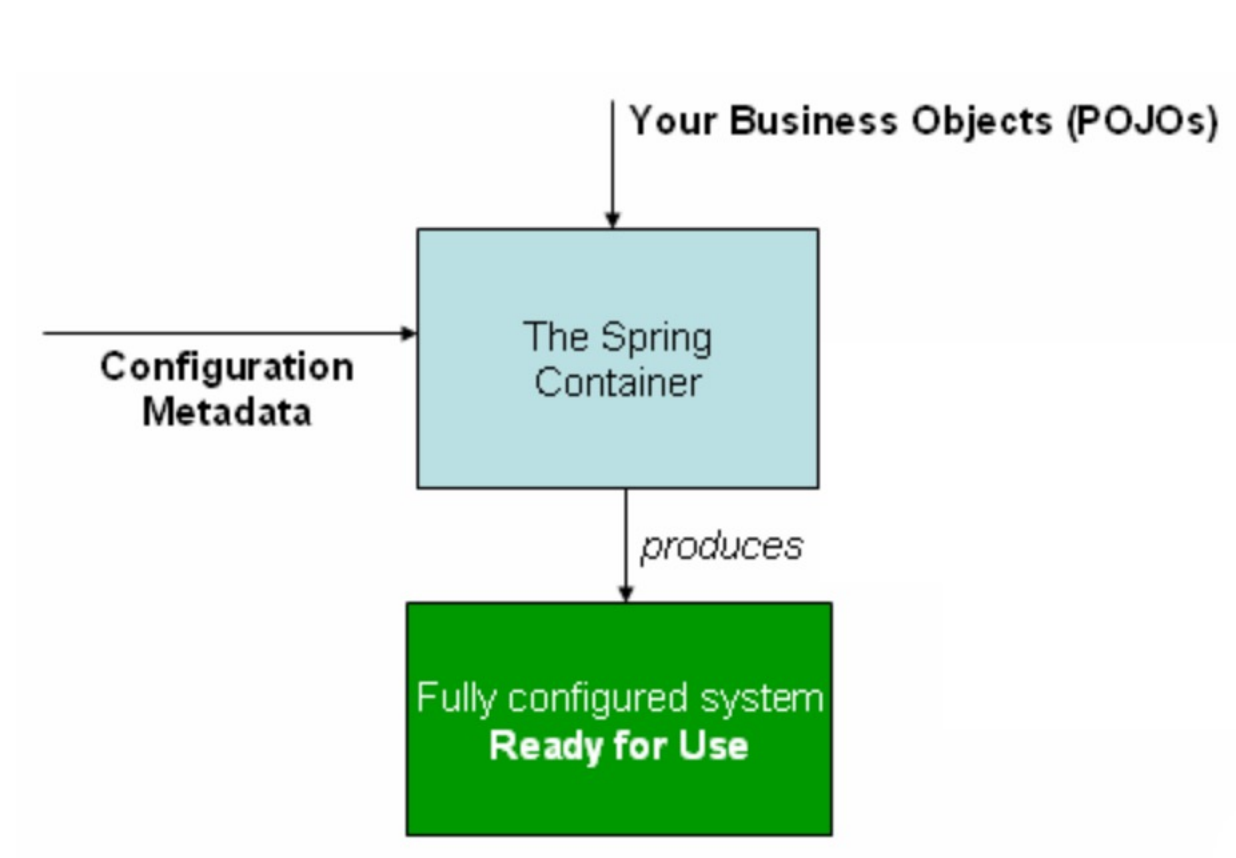 Your Business Objects (POJOs)
The Spring
Container
Configuration
Metadata
produces
Fully configured system
Ready for Use